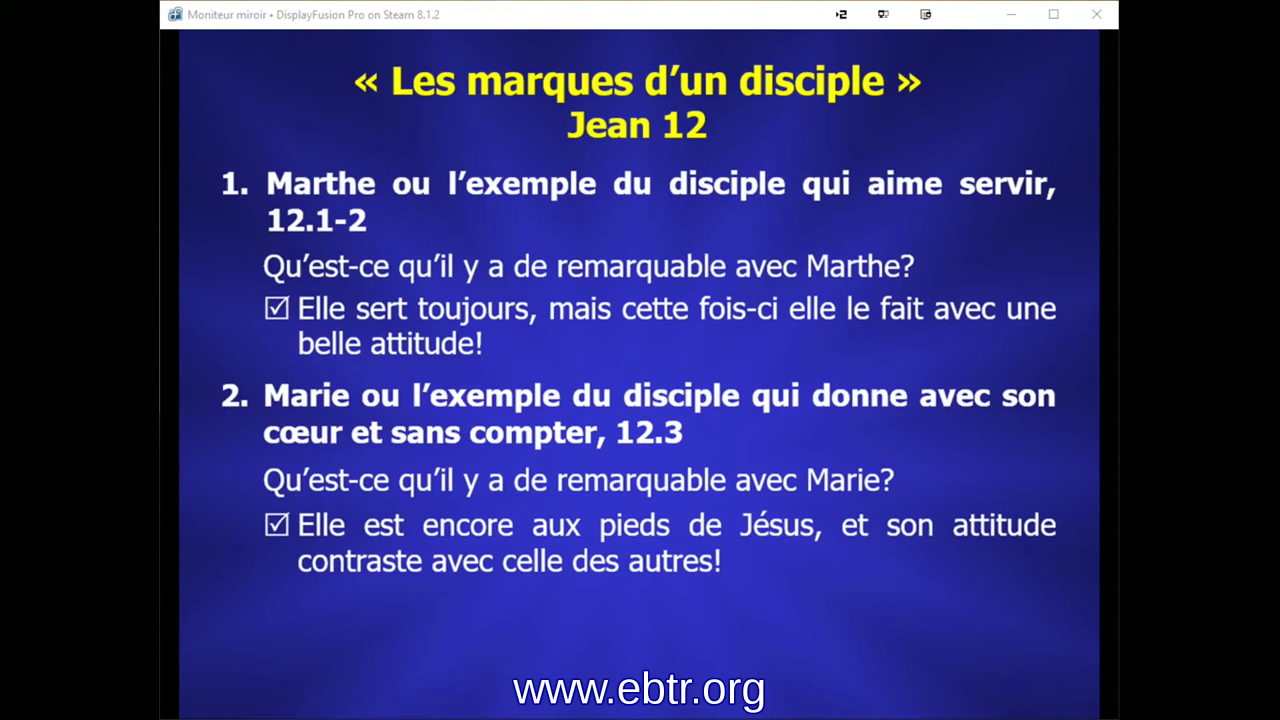 Moniteur miroir • DisplayFusion Pro on Steam 8.1.2
« Les marques d’un disciple »
Jean 12
1. Marthe ou l’exemple du disciple qui aime servir,
12.1-2
Qu’est-ce qu’il y a de remarquable avec Marthe?
☑ Elle sert toujours, mais cette fois-ci elle le fait avec une
belle attitude!
2. Marie ou l’exemple du disciple qui donne avec son
cœur et sans compter, 12.3
Qu’est-ce qu’il y a de remarquable avec Marie?
☑ Elle est encore aux pieds de Jésus, et son attitude
contraste avec celle des autres!
www.ebtr.org